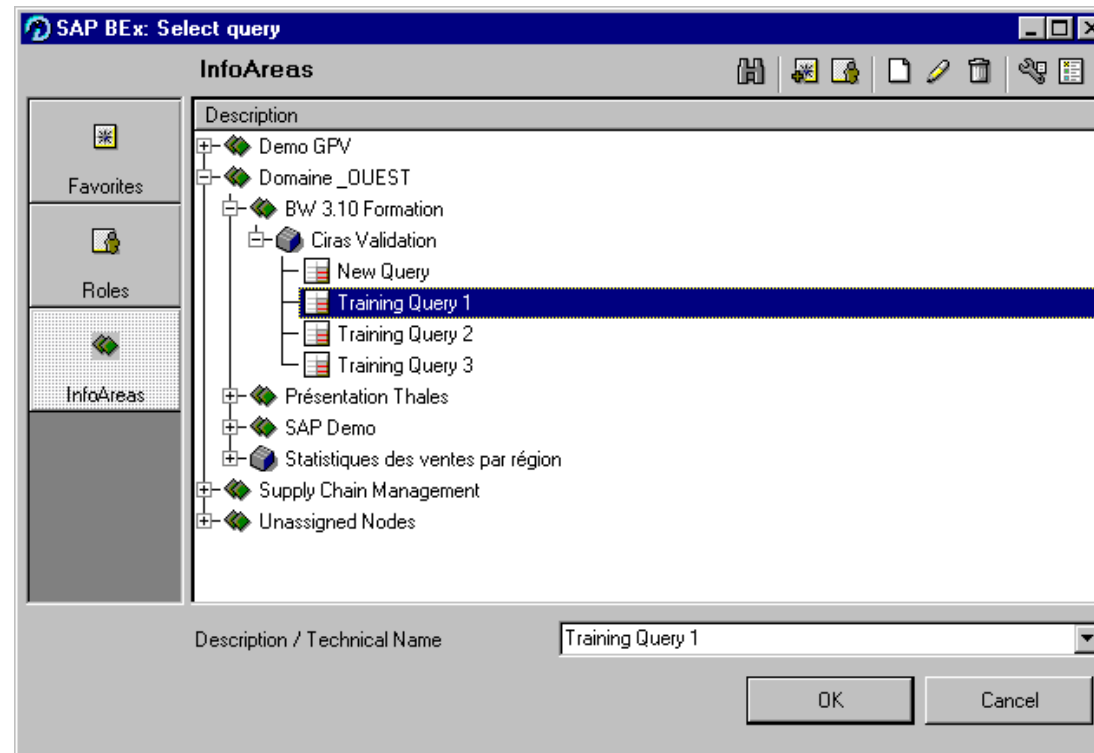 SAP BEx: Select query
InfoAreas
Description
Favorites
Roles
InfoAreas
Demo GPV
Domaine _OUEST
BW 3.10 Formation
Ciras Validation
New Query
Training Query 1
Training Query 2
Training Query 3
Présentation Thales
SAP Demo
Statistiques des ventes par région
Supply Chain Management
Unassigned Nodes
Description / Technical Name Training Query 1
OK Cancel